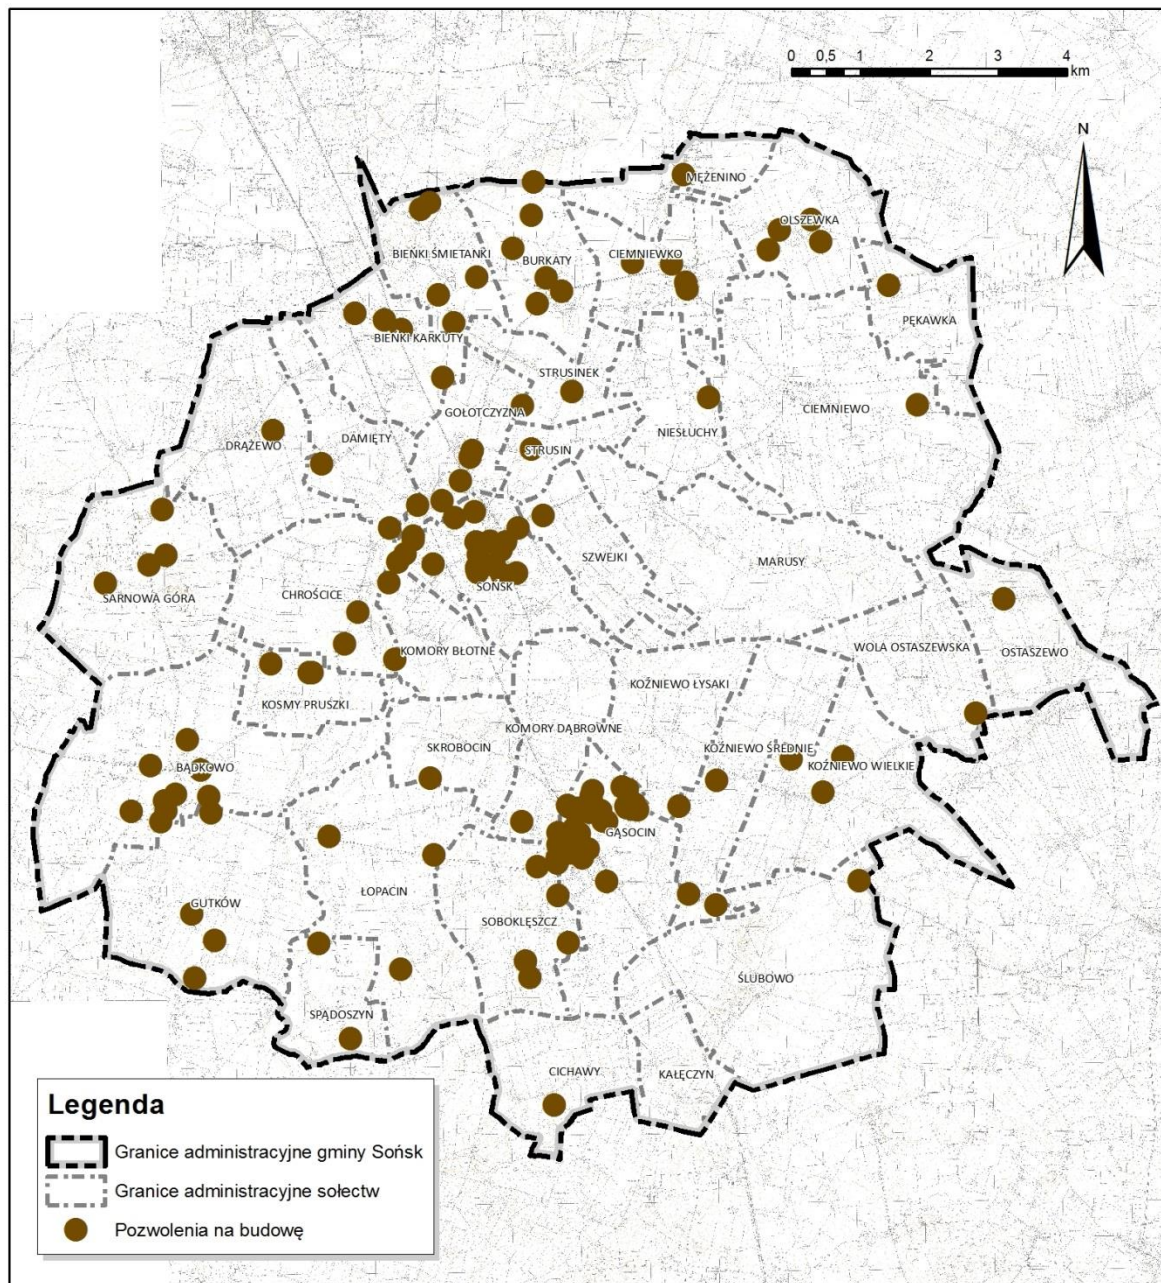 0 0,5 1 2 3 4
km
N
MĘŻENINO
OLSZEWKA
BIEŃKI ŚMIETANKI
BURKATY
CIEMNIEWKO
PĘKAWKA
BIEŃKI KARKUTY
STRUSINEK
CIEMNIEWO
GOŁOTCZYZNA
NIESŁUCHY
DRĄŻEWO
DAMIĘTY
STRUSIN
SZWEJKI
MARUSY
SOŃSK
SARNOWA GÓRA
CHROŚCICE
KOMORY BŁOTNE
WOLA OSTASZEWSKA
OSTASZEWO
KOŹNIEWO ŁYSAKI
KOSMY PRUSZKI
KOMORY DĄBROWNE
SKROBOCIN
KOŹNIEWO ŚREDNIE
BĄDKOWO
KOŹNIEWO WIELKIE
GĄSOCIN
ŁOPACIN
GUTKÓW
SOBOKLĘSZCZ
ŚLUBOWO
SPĄDOSZYN
CICHAWY
KAŁĘCZYN
Legenda
Granice administracyjne gminy Sońsk
Granice administracyjne sołectw
Pozwolenia na budowę